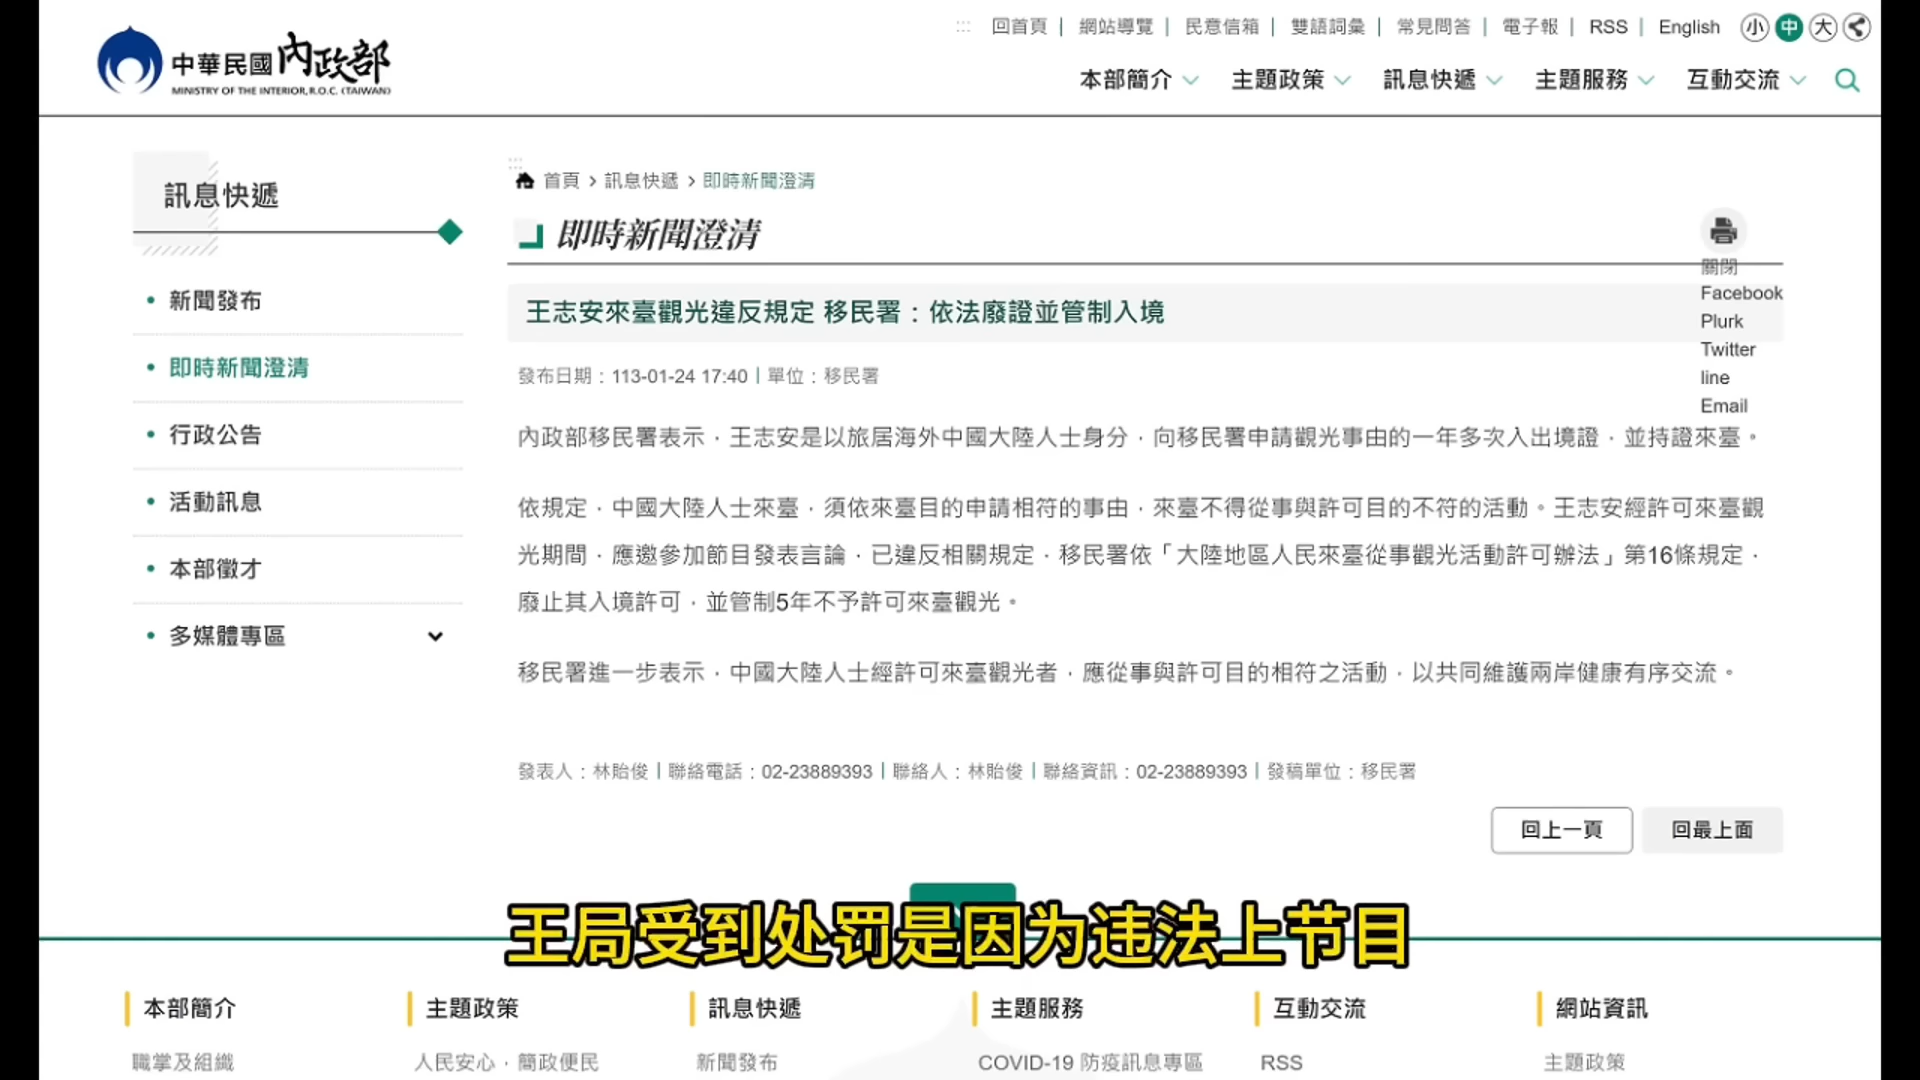 回首頁 | 網站導覽 | 民意信箱 | 雙語詞彙 | 常見問答 | 電子報 | RSS | English 小 中 大
中華民國內政部
MINISTRY OF THE INTERIOR, R.O.C. (TAIWAN)
本部簡介 主題政策 訊息快遞 主題服務 互動交流
訊息快遞
新聞發布
即時新聞澄清
行政公告
活動訊息
本部徵才
多媒體專區
首頁 > 訊息快遞 > 即時新聞澄清
即時新聞澄清
關閉
Facebook
Plurk
Twitter
line
Email
王志安來臺觀光違反規定 移民署：依法廢證並管制入境
發布日期：113-01-24 17:40 | 單位：移民署
內政部移民署表示，王志安是以旅居海外中國大陸人士身分，向移民署申請觀光事由的一年多次入出境證，並持證來臺。
依規定，中國大陸人士來臺，須依來臺目的申請相符的事由，來臺不得從事與許可目的不符的活動。王志安經許可來臺觀
光期間，應邀參加節目發表言論，已違反相關規定，移民署依「大陸地區人民來臺從事觀光活動許可辦法」第16條規定，
廢止其入境許可，並管制5年不予許可來臺觀光。
移民署進一步表示，中國大陸人士經許可來臺觀光者，應從事與許可目的相符之活動，以共同維護兩岸健康有序交流。
發表人：林貽俊 | 聯絡電話：02-23889393 | 聯絡人：林貽俊 | 聯絡資訊：02-23889393 | 發稿單位：移民署
回上一頁 回最上面
王局受到处罚是因为违法上节目
本部簡介 主題政策 訊息快遞 主題服務 互動交流 網站資訊
職掌及組織 人民安心，簡政便民 新聞發布 COVID-19 防疫訊息專區 RSS 主題政策